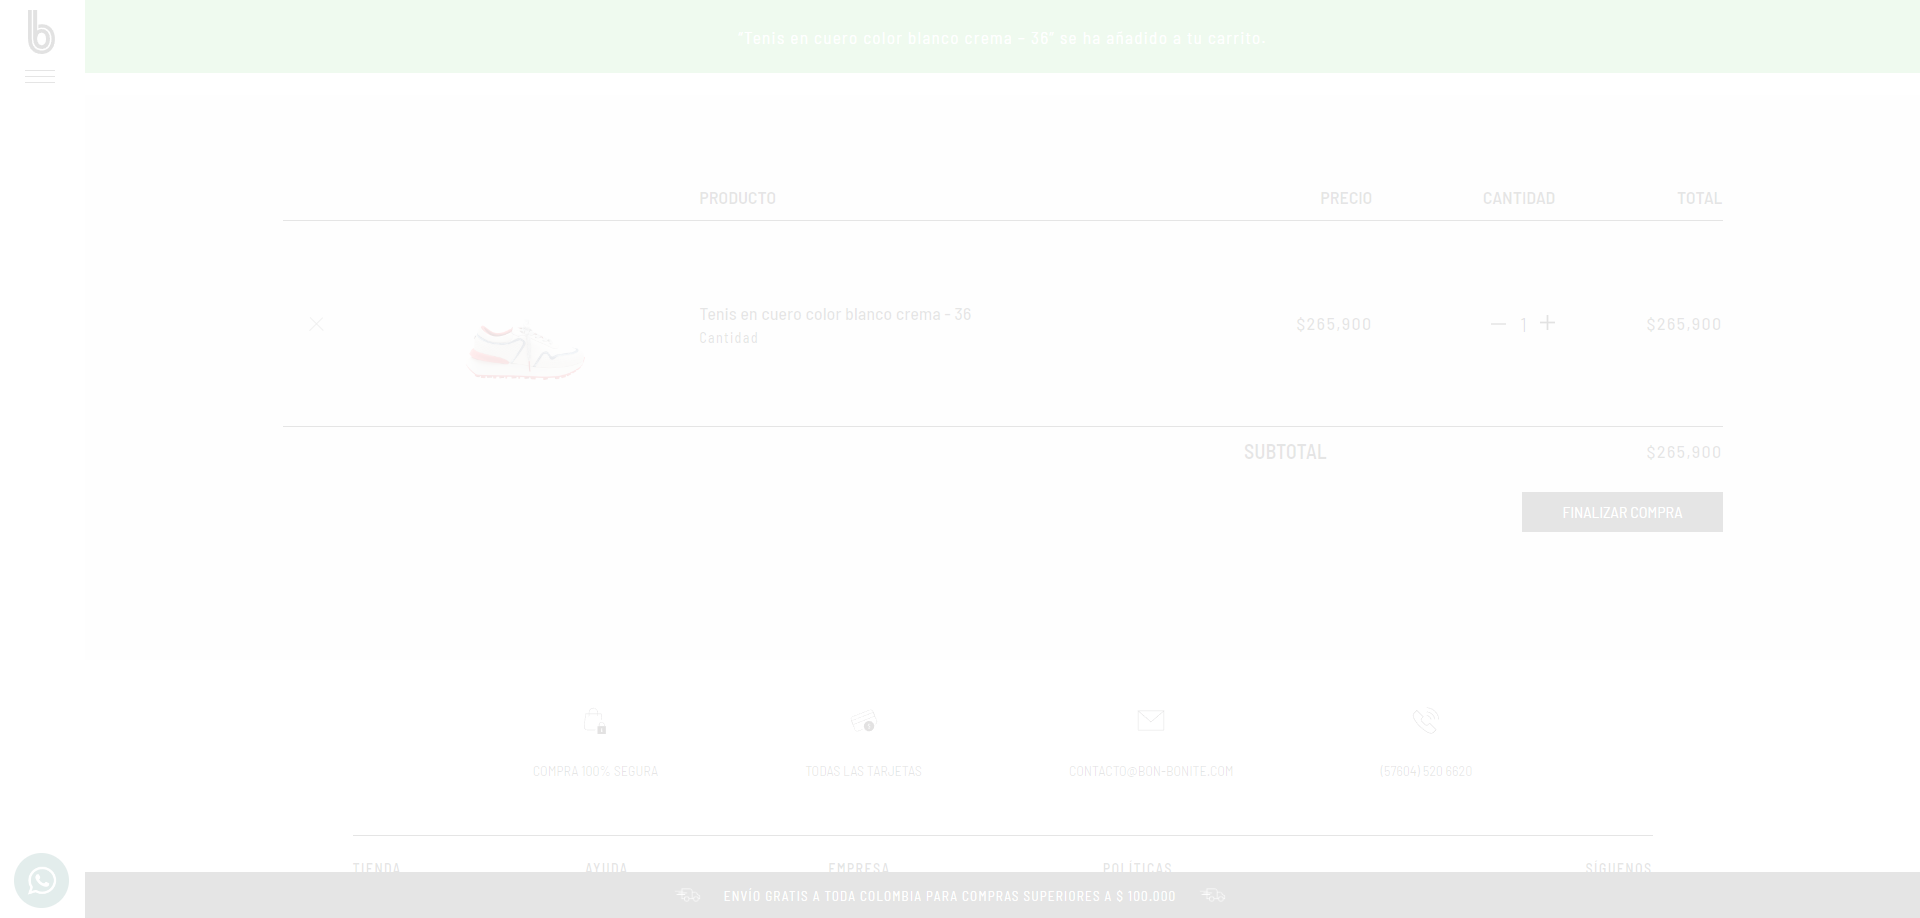 "Tenis en cuero color blanco crema - 36" se ha añadido a tu carrito.
PRODUCTO PRECIO CANTIDAD TOTAL
Tenis en cuero color blanco crema - 36
Cantidad
$265,900 1 $265,900
SUBTOTAL $265,900
FINALIZAR COMPRA
COMPRA 100% SEGURA TODAS LAS TARJETAS CONTACTO@BON-BONITE.COM (57604) 520 6620
TIENDA AYUDA EMPRESA POLÍTICAS SÍGUENOS
ENVÍO GRATIS A TODA COLOMBIA PARA COMPRAS SUPERIORES A $ 100.000